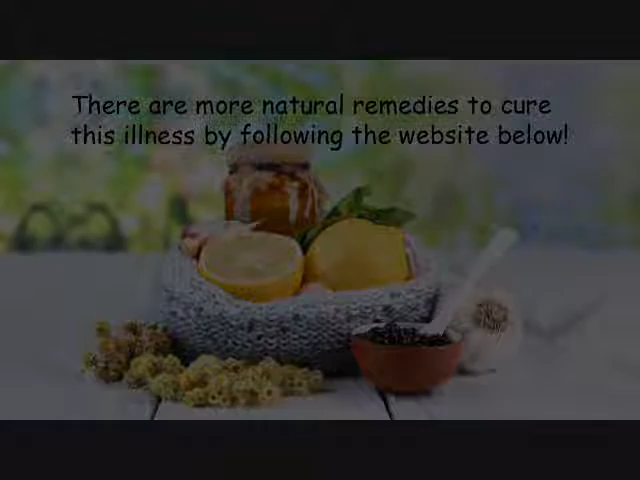 There are more natural remedies to cure
this illness by following the website below!